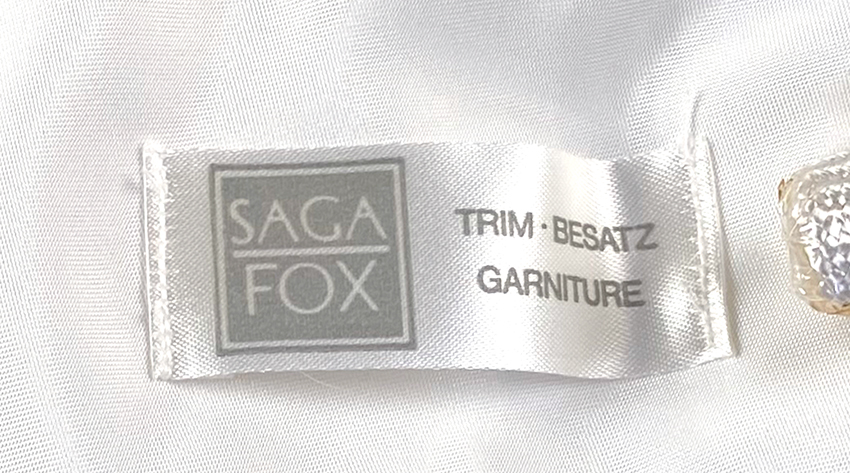 SAGA
FOX
TRIM·BESATZ
GARNITURE